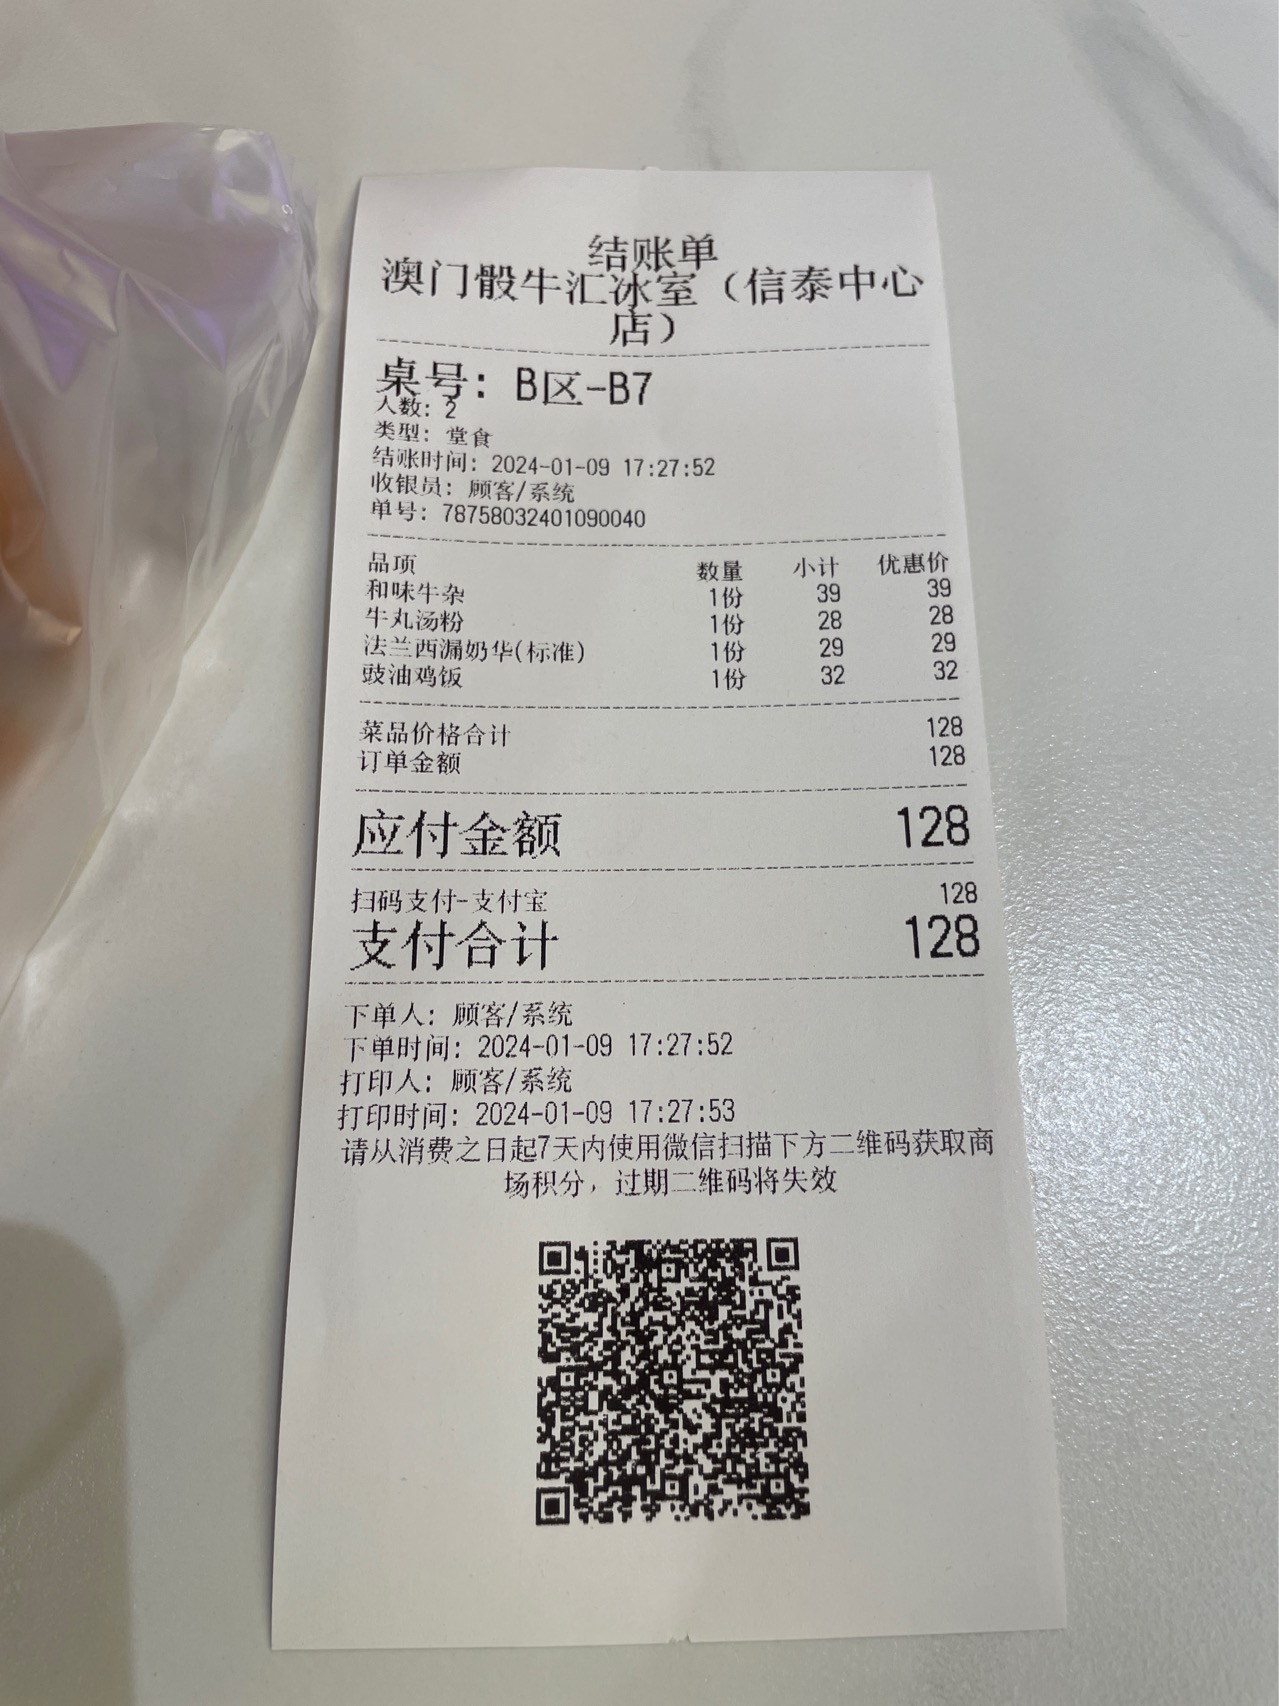 结账单
澳门骰牛汇冰室（信泰中心
店）
桌号：B区-B7
人数：2
类型：堂食
结账时间：2024-01-09 17:27:52
收银员：顾客/系统
单号：78758032401090040
品项 数量 小计 优惠价
和味牛杂 1份 39 39
牛丸汤粉 1份 28 28
法兰西漏奶华(标准) 1份 29 29
豉油鸡饭 1份 32 32
菜品价格合计 128
订单金额 128
应付金额 128
扫码支付-支付宝 128
支付合计 128
下单人：顾客/系统
下单时间：2024-01-09 17:27:52
打印人：顾客/系统
打印时间：2024-01-09 17:27:53
请从消费之日起7天内使用微信扫描下方二维码获取商
场积分，过期二维码将失效